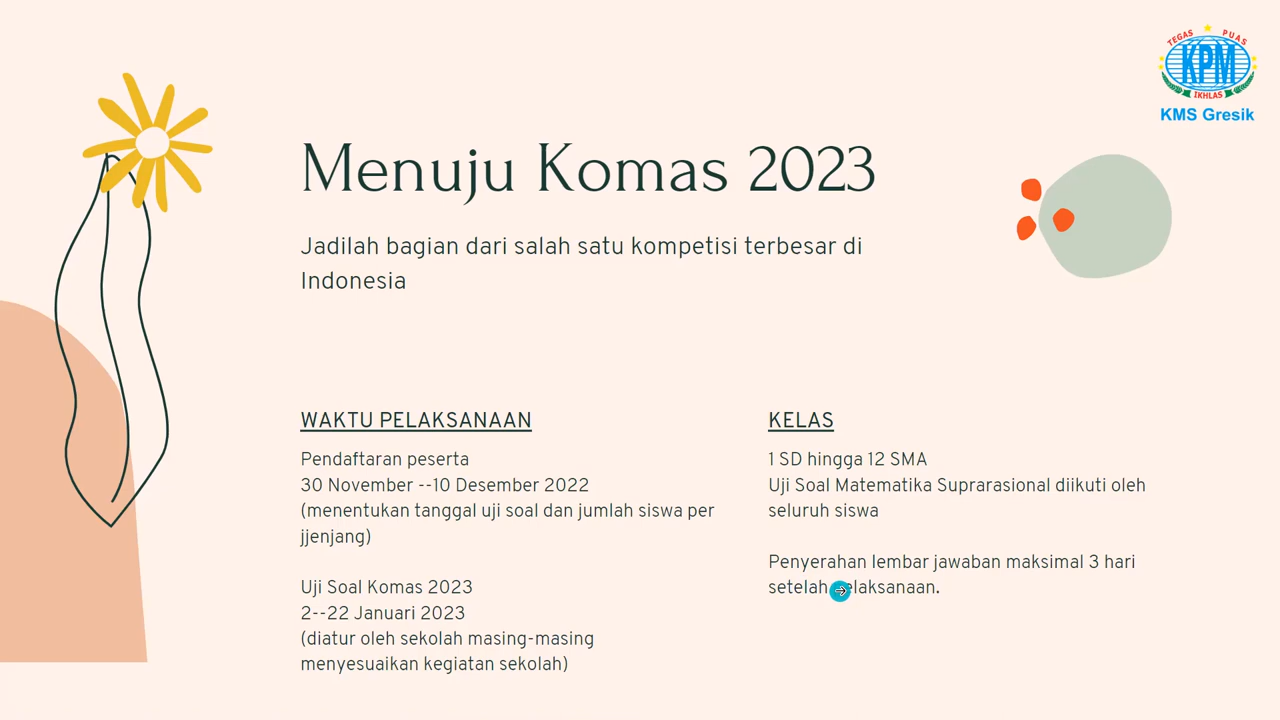 TEGAS PUAS
KPM
IKHLAS
KMS Gresik
Menuju Komas 2023
Jadilah bagian dari salah satu kompetisi terbesar di
Indonesia
WAKTU PELAKSANAAN
Pendaftaran peserta
30 November --10 Desember 2022
(menentukan tanggal uji soal dan jumlah siswa per
jjenjang)
Uji Soal Komas 2023
2--22 Januari 2023
(diatur oleh sekolah masing-masing
menyesuaikan kegiatan sekolah)
KELAS
1 SD hingga 12 SMA
Uji Soal Matematika Suprarasional diikuti oleh
seluruh siswa
Penyerahan lembar jawaban maksimal 3 hari
setelah pelaksanaan.